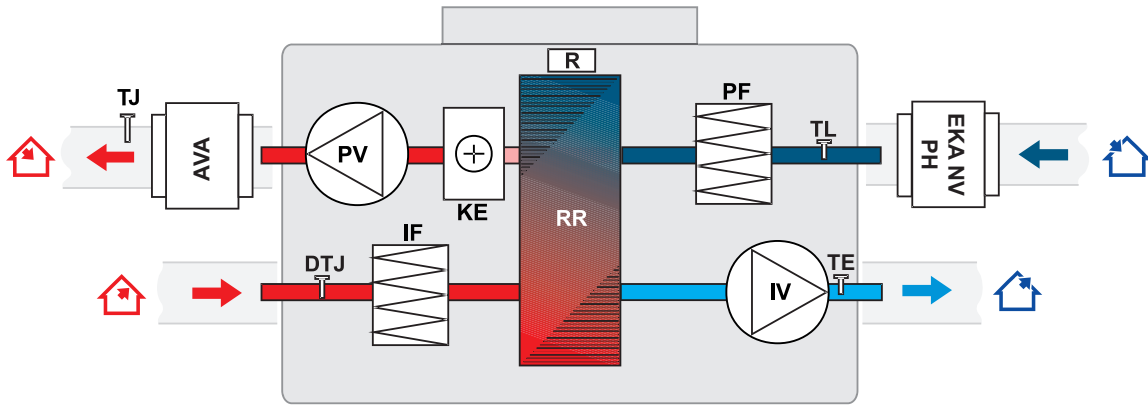 R
TJ
PF
AVA
PV
KE
TL
EKA NV
PH
RR
IF
DTJ
TE
IV